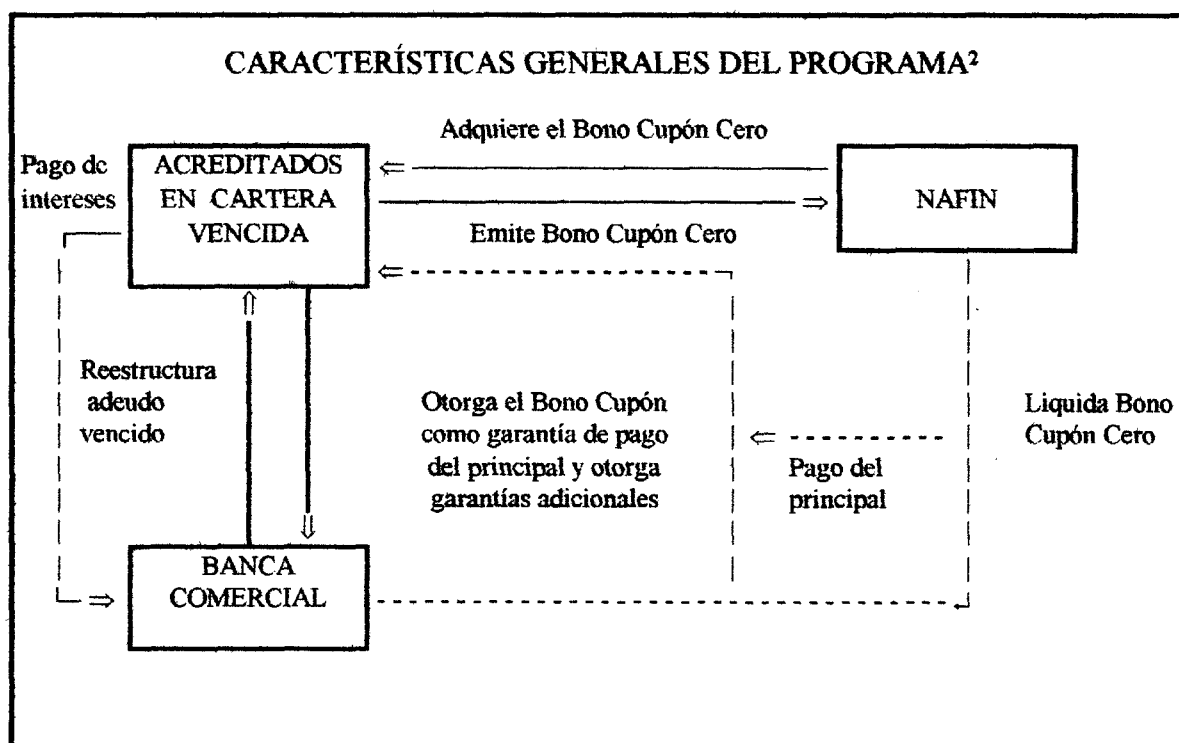 CARACTERÍSTICAS GENERALES DEL PROGRAMA²
Adquiere el Bono Cupón Cero
Pago de
intereses
ACREDITADOS
EN CARTERA
VENCIDA
NAFIN
Emite Bono Cupón Cero
Reestructura
adeudo
vencido
Otorga el Bono Cupón
como garantía de pago
del principal y otorga
garantías adicionales
Pago del
principal
Liquida Bono
Cupón Cero
BANCA
COMERCIAL